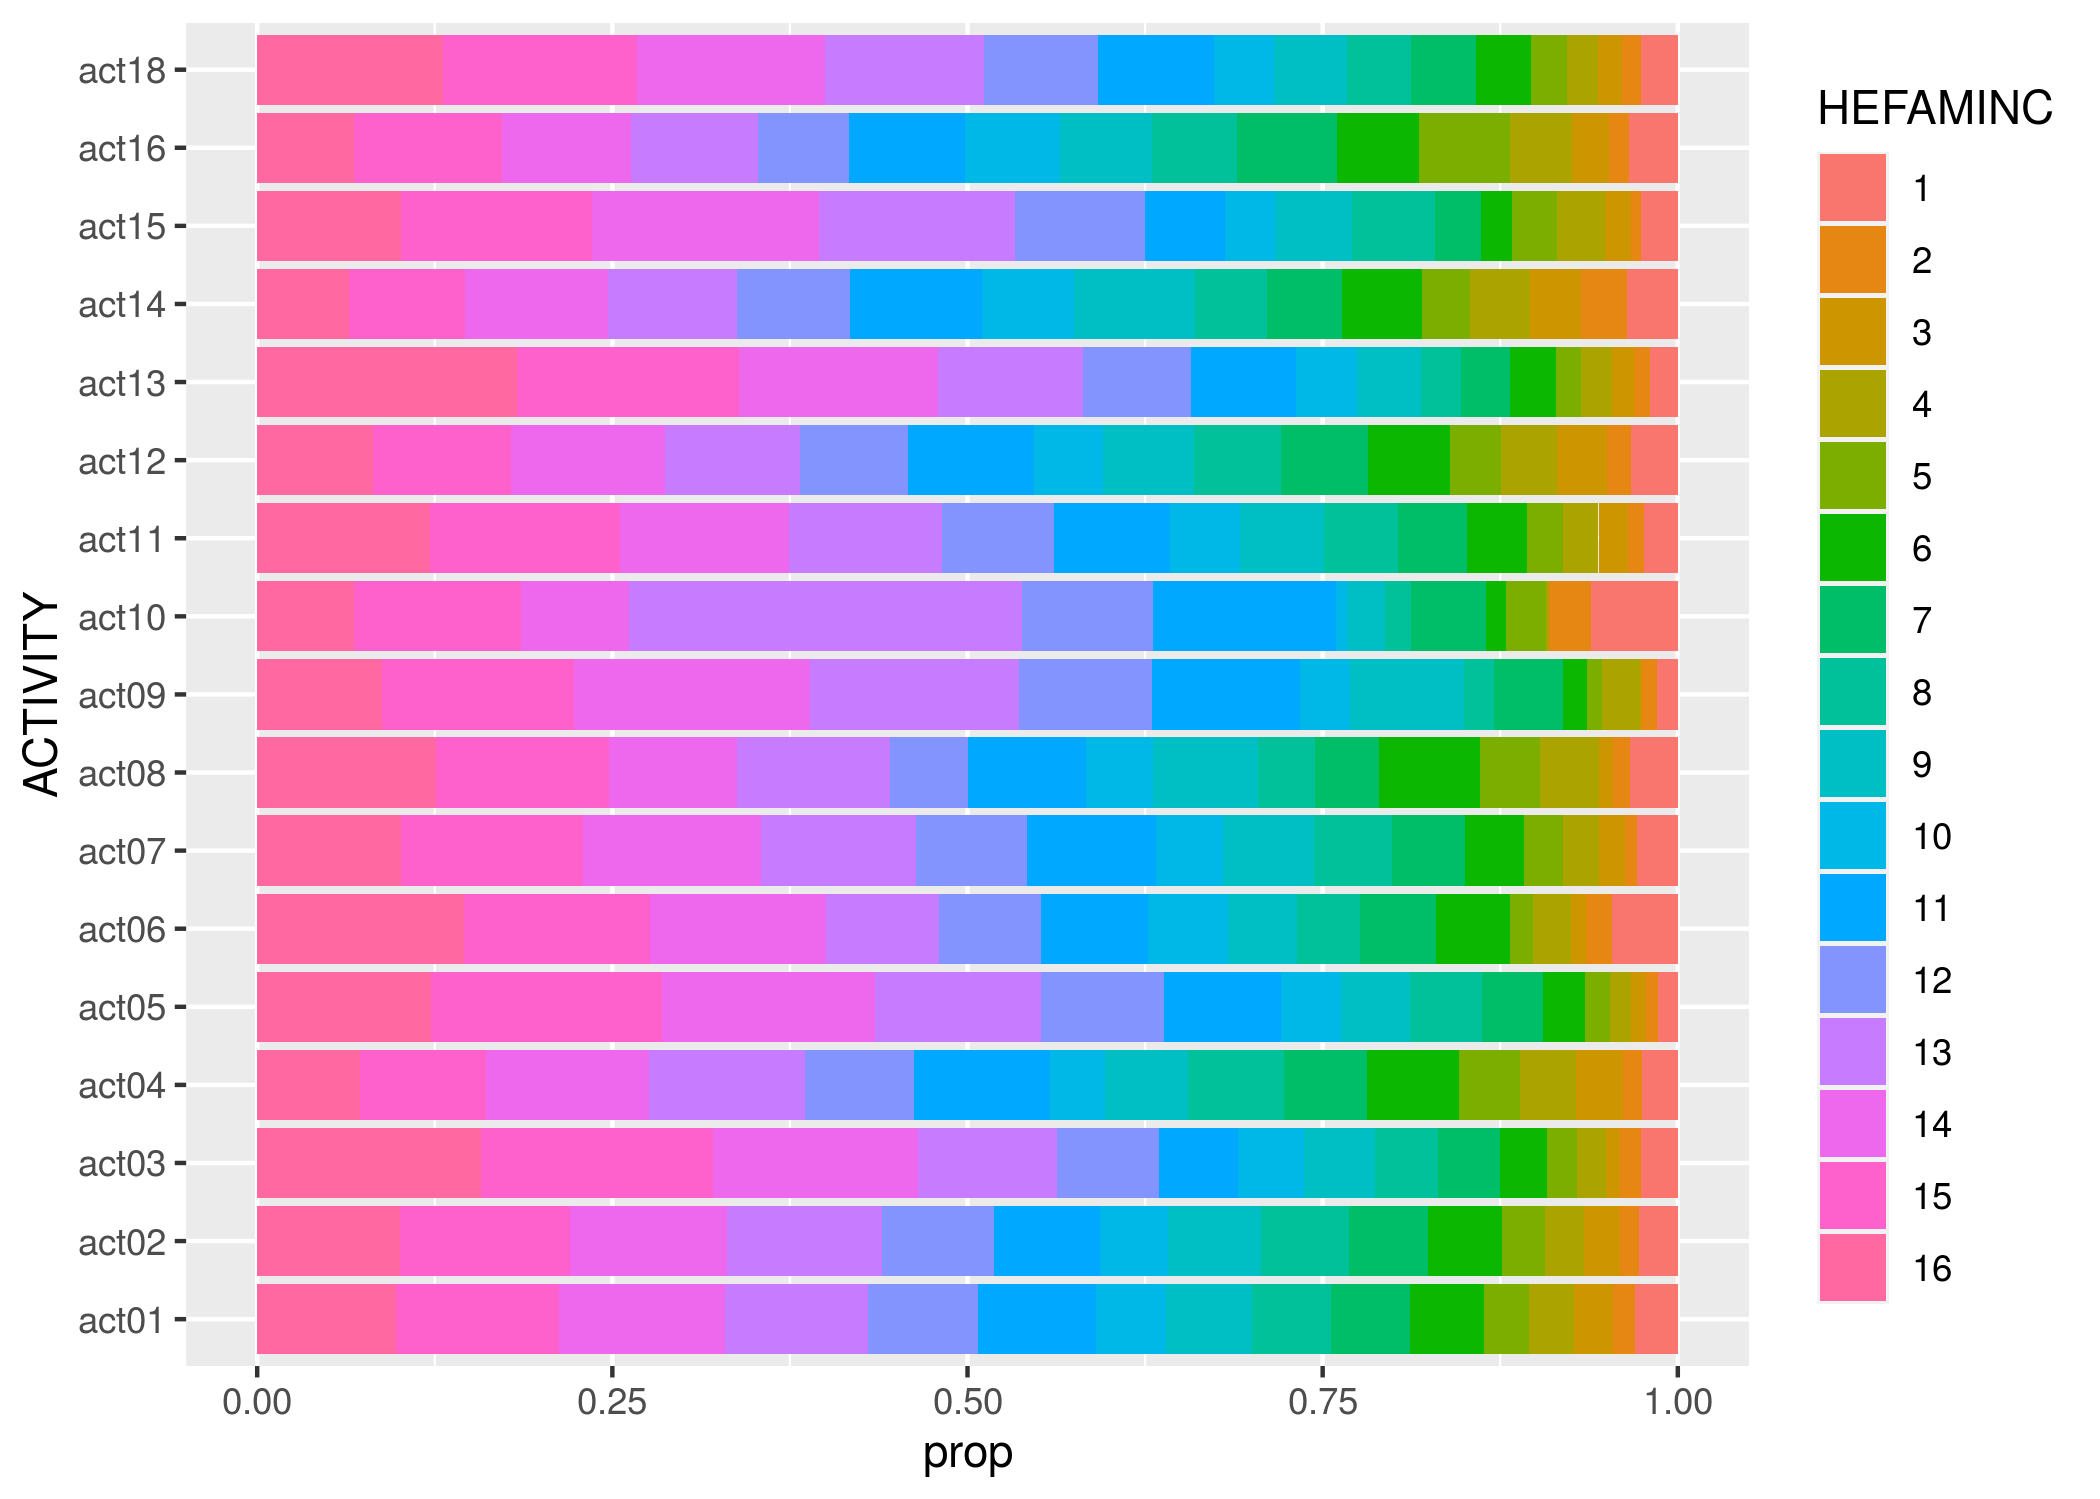 act18
act16
act15
act14
act13
act12
act11
act10
act09
act08
act07
act06
act05
act04
act03
act02
act01
ACTIVITY
0.00 0.25 0.50 0.75 1.00
prop
HEFAMINC
1
2
3
4
5
6
7
8
9
10
11
12
13
14
15
16